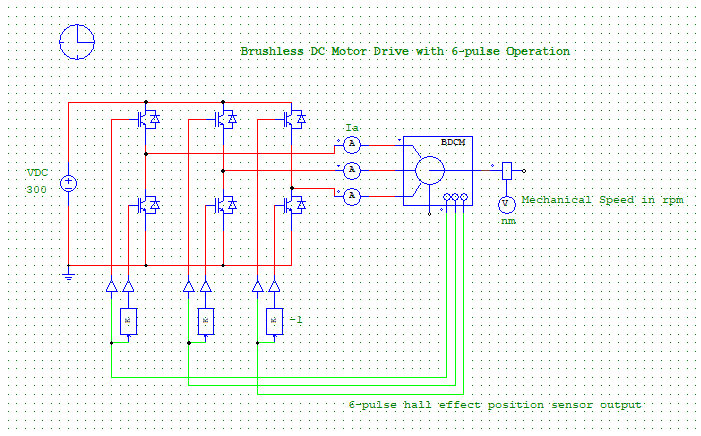 Brushless DC Motor Drive with 6-pulse Operation
Ia
A
BDCM
A
VDC
300
A
V
Mechanical Speed in rpm
nm
K
K
K
-1
6-pulse hall effect position sensor output